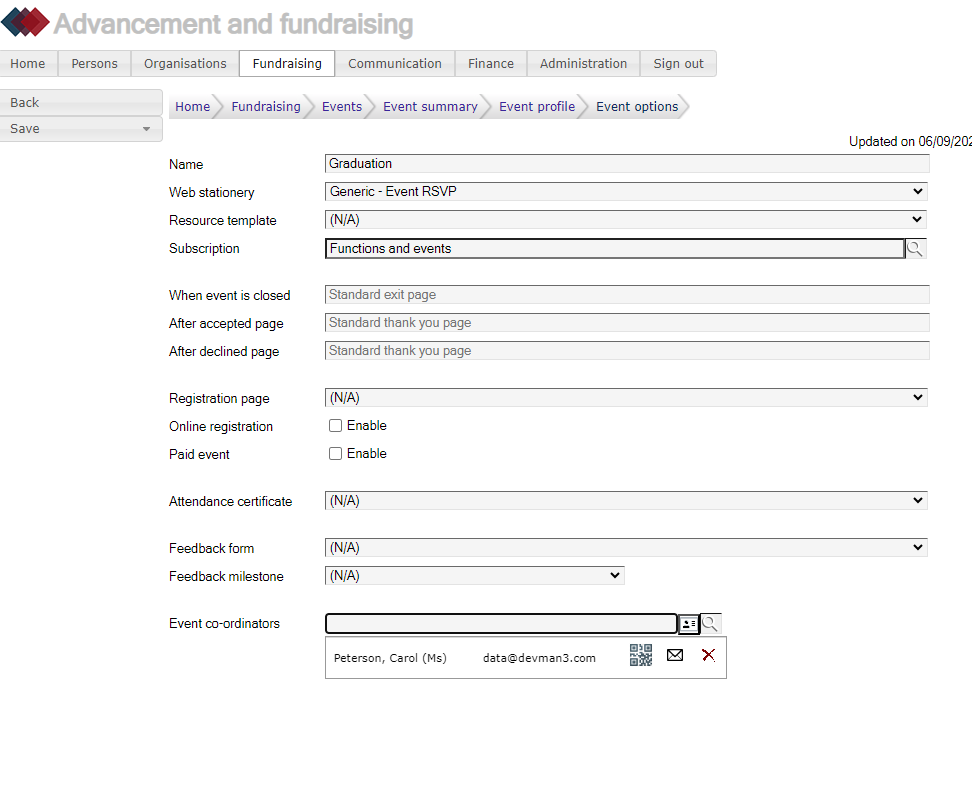 Advancement and fundraising
Home Persons Organisations Fundraising Communication Finance Administration Sign out
Back
Save
Home Fundraising Events Event summary Event profile Event options
Updated on 06/09/202
Name Graduation
Web stationery Generic - Event RSVP
Resource template (N/A)
Subscription Functions and events
When event is closed Standard exit page
After accepted page Standard thank you page
After declined page Standard thank you page
Registration page (N/A)
Online registration Enable
Paid event Enable
Attendance certificate (N/A)
Feedback form (N/A)
Feedback milestone (N/A)
Event co-ordinators
Peterson, Carol (Ms) data@devman3.com